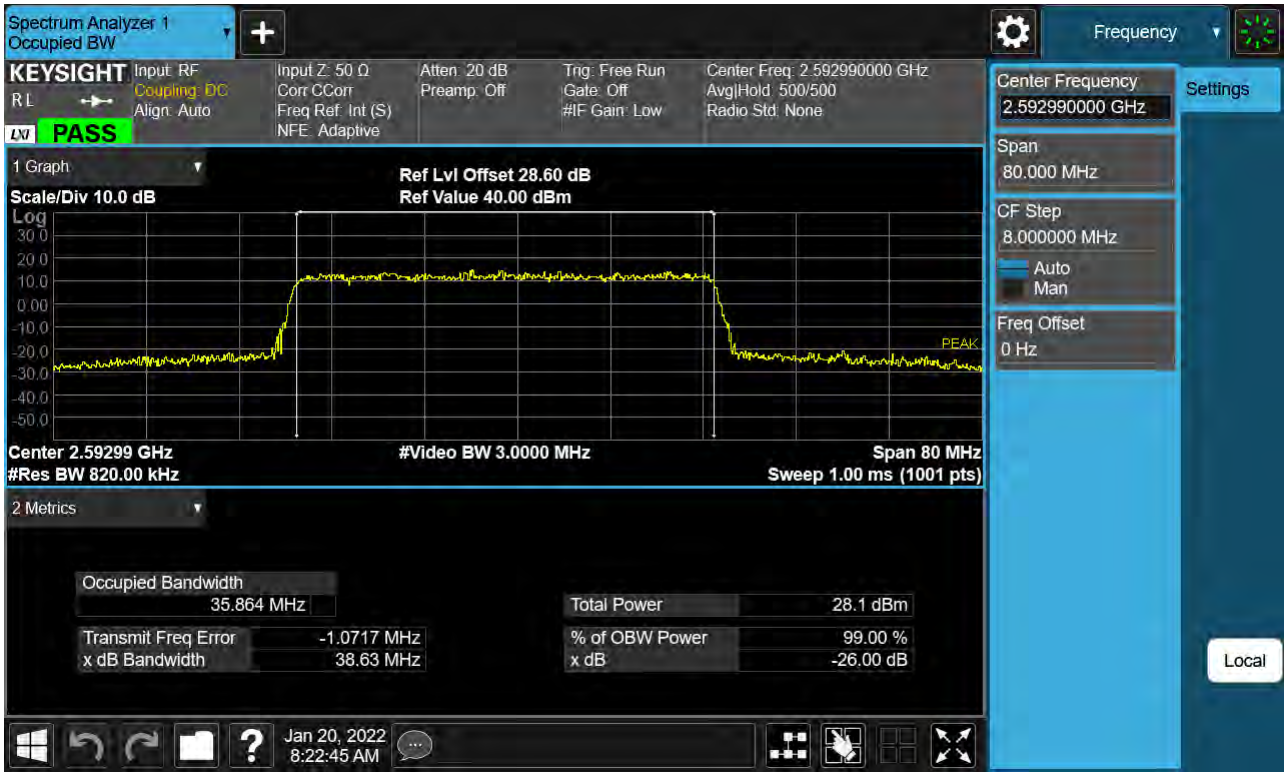 Spectrum Analyzer 1
Occupied BW
Frequency
KEYSIGHT
R L
LXI
PASS
Input: RF
Coupling: DC
Align: Auto
Input Z: 50 Ω
Corr CCorr
Freq Ref: Int (S)
NFE: Adaptive
Atten: 20 dB
Preamp: Off
Trig: Free Run
Gate: Off
#IF Gain: Low
Center Freq: 2.592990000 GHz
Avg|Hold: 500/500
Radio Std: None
1 Graph
Scale/Div 10.0 dB
Ref Lvl Offset 28.60 dB
Ref Value 40.00 dBm
Log
30.0
20.0
10.0
0.00
-10.0
-20.0
-30.0
-40.0
-50.0
PEAK
Center 2.59299 GHz
#Video BW 3.0000 MHz
Span 80 MHz
#Res BW 820.00 kHz
Sweep 1.00 ms (1001 pts)
2 Metrics
Occupied Bandwidth
35.864 MHz
Transmit Freq Error -1.0717 MHz
x dB Bandwidth 38.63 MHz
Total Power 28.1 dBm
% of OBW Power 99.00 %
x dB -26.00 dB
Center Frequency
2.592990000 GHz
Span
80.000 MHz
CF Step
8.000000 MHz
Auto
Man
Freq Offset
0 Hz
Settings
Local
?
Jan 20, 2022
8:22:45 AM